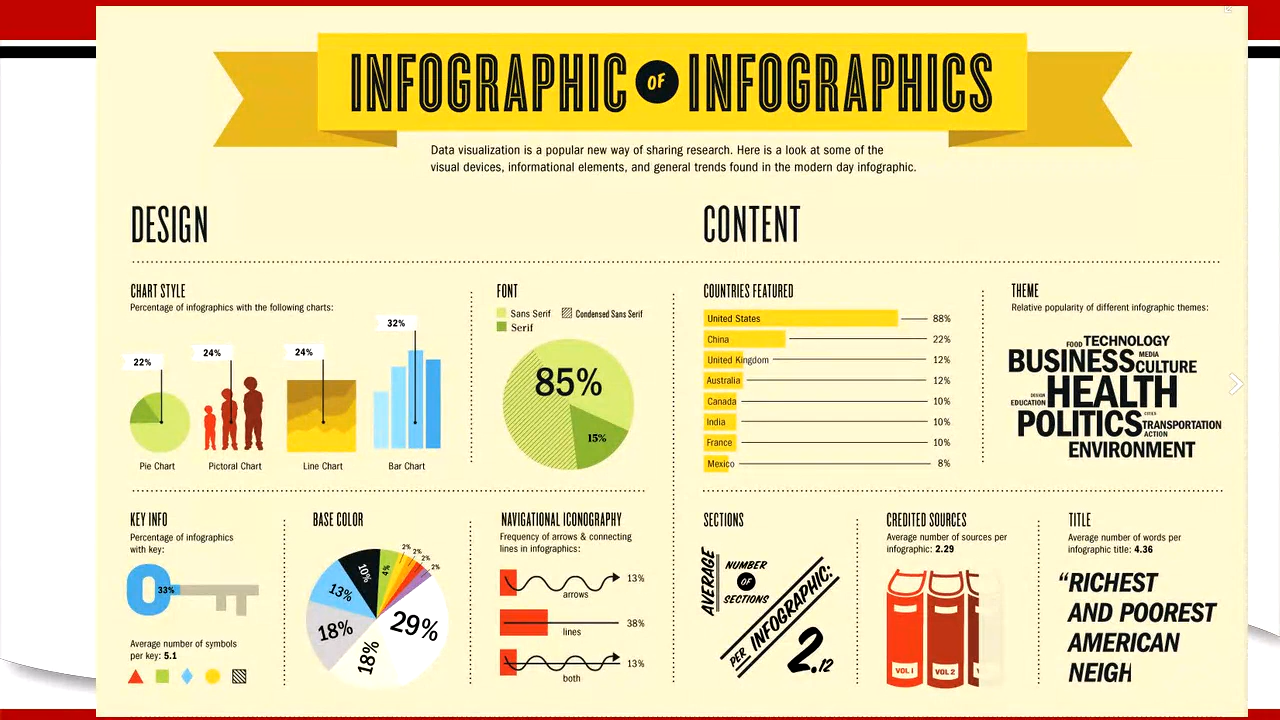 INFOGRAPHIC OF INFOGRAPHICS
Data visualization is a popular new way of sharing research. Here is a look at some of the
visual devices, informational elements, and general trends found in the modern day infographic.
DESIGN
CHART STYLE
Percentage of infographics with the following charts:
22%
24%
24%
32%
Pie Chart
Pictoral Chart
Line Chart
Bar Chart
FONT
Sans Serif
Condensed Sans Serif
Serif
85%
15%
KEY INFO
Percentage of infographics
with key:
33%
Average number of symbols
per key: 5.1
BASE COLOR
2%
2%
2%
2%
4%
10%
13%
18%
18%
29%
NAVIGATIONAL ICONOGRAPHY
Frequency of arrows & connecting
lines in infographics:
13%
arrows
38%
lines
13%
both
CONTENT
COUNTRIES FEATURED
United States 88%
China 22%
United Kingdom 12%
Australia 12%
Canada 10%
India 10%
France 10%
Mexico 8%
THEME
Relative popularity of different infographic themes:
FOOD TECHNOLOGY
BUSINESS MEDIA
CULTURE
DESIGN
EDUCATION HEALTH
POLITICS CITIES
TRANSPORTATION
ACTION
ENVIRONMENT
SECTIONS
AVERAGE
NUMBER
OF
SECTIONS
PER INFOGRAPHIC:
2.12
CREDITED SOURCES
Average number of sources per
infographic: 2.29
VOL 1
VOL 2
V
TITLE
Average number of words per
infographic title: 4.36
“RICHEST
AND POOREST
AMERICAN
NEIGH